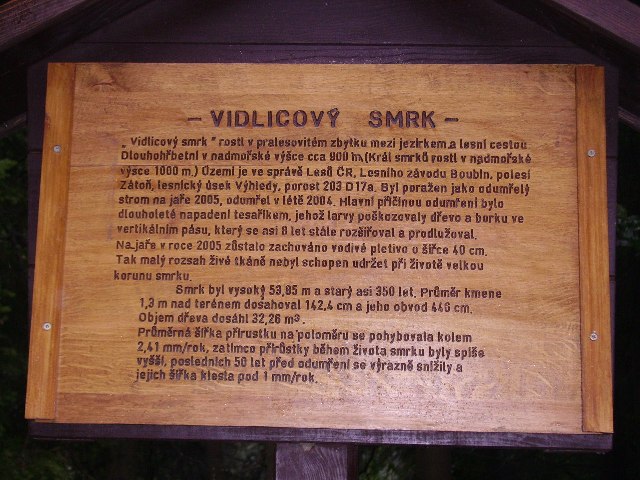 - VIDLICOVÝ SMRK -
„Vidlicový smrk" rostl v pralesovitém zbytku mezi jezírkem a lesní cestou
Dlouhohřbetní v nadmořské výšce cca 900 m.(Král smrků rostl v nadmořské
výšce 1000 m.) Území je ve správě Lesů ČR, Lesního závodu Boubín, polesí
Zátoň, lesnický úsek Výhledy, porost 203 D17a. Byl poražen jako odumřelý
strom na jaře 2005, odumřel v létě 2004. Hlavní příčinou odumření bylo
dlouholeté napadení tesaříkem, jehož larvy poškozovaly dřevo a borku ve
vertikálním pásu, který se asi 8 let stále rozšiřoval a prodlužoval.
Na jaře v roce 2005 zůstalo zachováno vodivé pletivo o šířce 40 cm.
Tak malý rozsah živé tkáně nebyl schopen udržet při životě velkou
korunu smrku.
Smrk byl vysoký 53,85 m a starý asi 350 let. Průměr kmene
1,3 m nad terénem dosahoval 142,4 cm a jeho obvod 446 cm.
Objem dřeva dosáhl 32,26 m³.
Průměrná šířka přírustku na poloměru se pohybovala kolem
2,41 mm/rok, zatímco přírůstky během života smrku byly spíše
vyšší, posledních 50 let před odumření se výrazně snížily a
jejich šířka klesla pod 1 mm/rok.